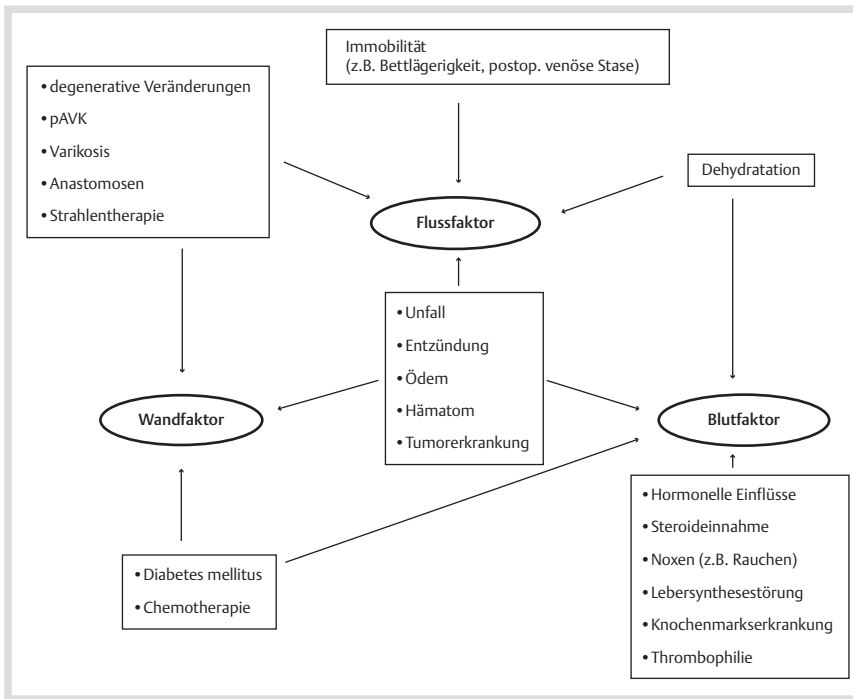 Immobilität
(z.B. Bettlägerigkeit, postop. venöse Stase)
• degenerative Veränderungen
• pAVK
• Varikosis
• Anastomosen
• Strahlentherapie
Dehydratation
Flussfaktor
• Unfall
• Entzündung
• Ödem
• Hämatom
• Tumorerkrankung
Wandfaktor
Blutfaktor
• Diabetes mellitus
• Chemotherapie
• Hormonelle Einflüsse
• Steroideinnahme
• Noxen (z.B. Rauchen)
• Lebersynthesestörung
• Knochenmarkserkrankung
• Thrombophilie